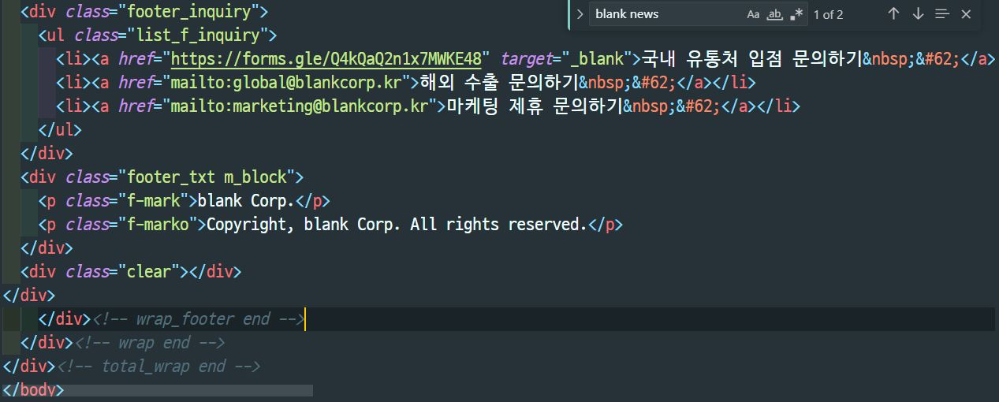 <div class="footer_inquiry">
blank news
Aa
ab
.*
1 of 2
<ul class="list_f_inquiry">
<li><a href="https://forms.gle/Q4kQaQ2n1x7MWKE48" target="_blank">국내 유통처 입점 문의하기&nbsp;&#62;</a>
<li><a href="mailto:global@blankcorp.kr">해외 수출 문의하기&nbsp;&#62;</a></li>
<li><a href="mailto:marketing@blankcorp.kr">마케팅 제휴 문의하기&nbsp;&#62;</a></li>
</ul>
</div>
<div class="footer_txt m_block">
<p class="f-mark">blank Corp.</p>
<p class="f-marko">Copyright, blank Corp. All rights reserved.</p>
</div>
<div class="clear"></div>
</div>
</div><!-- wrap_footer end -->
</div><!-- wrap end -->
</div><!-- total_wrap end -->
</body>